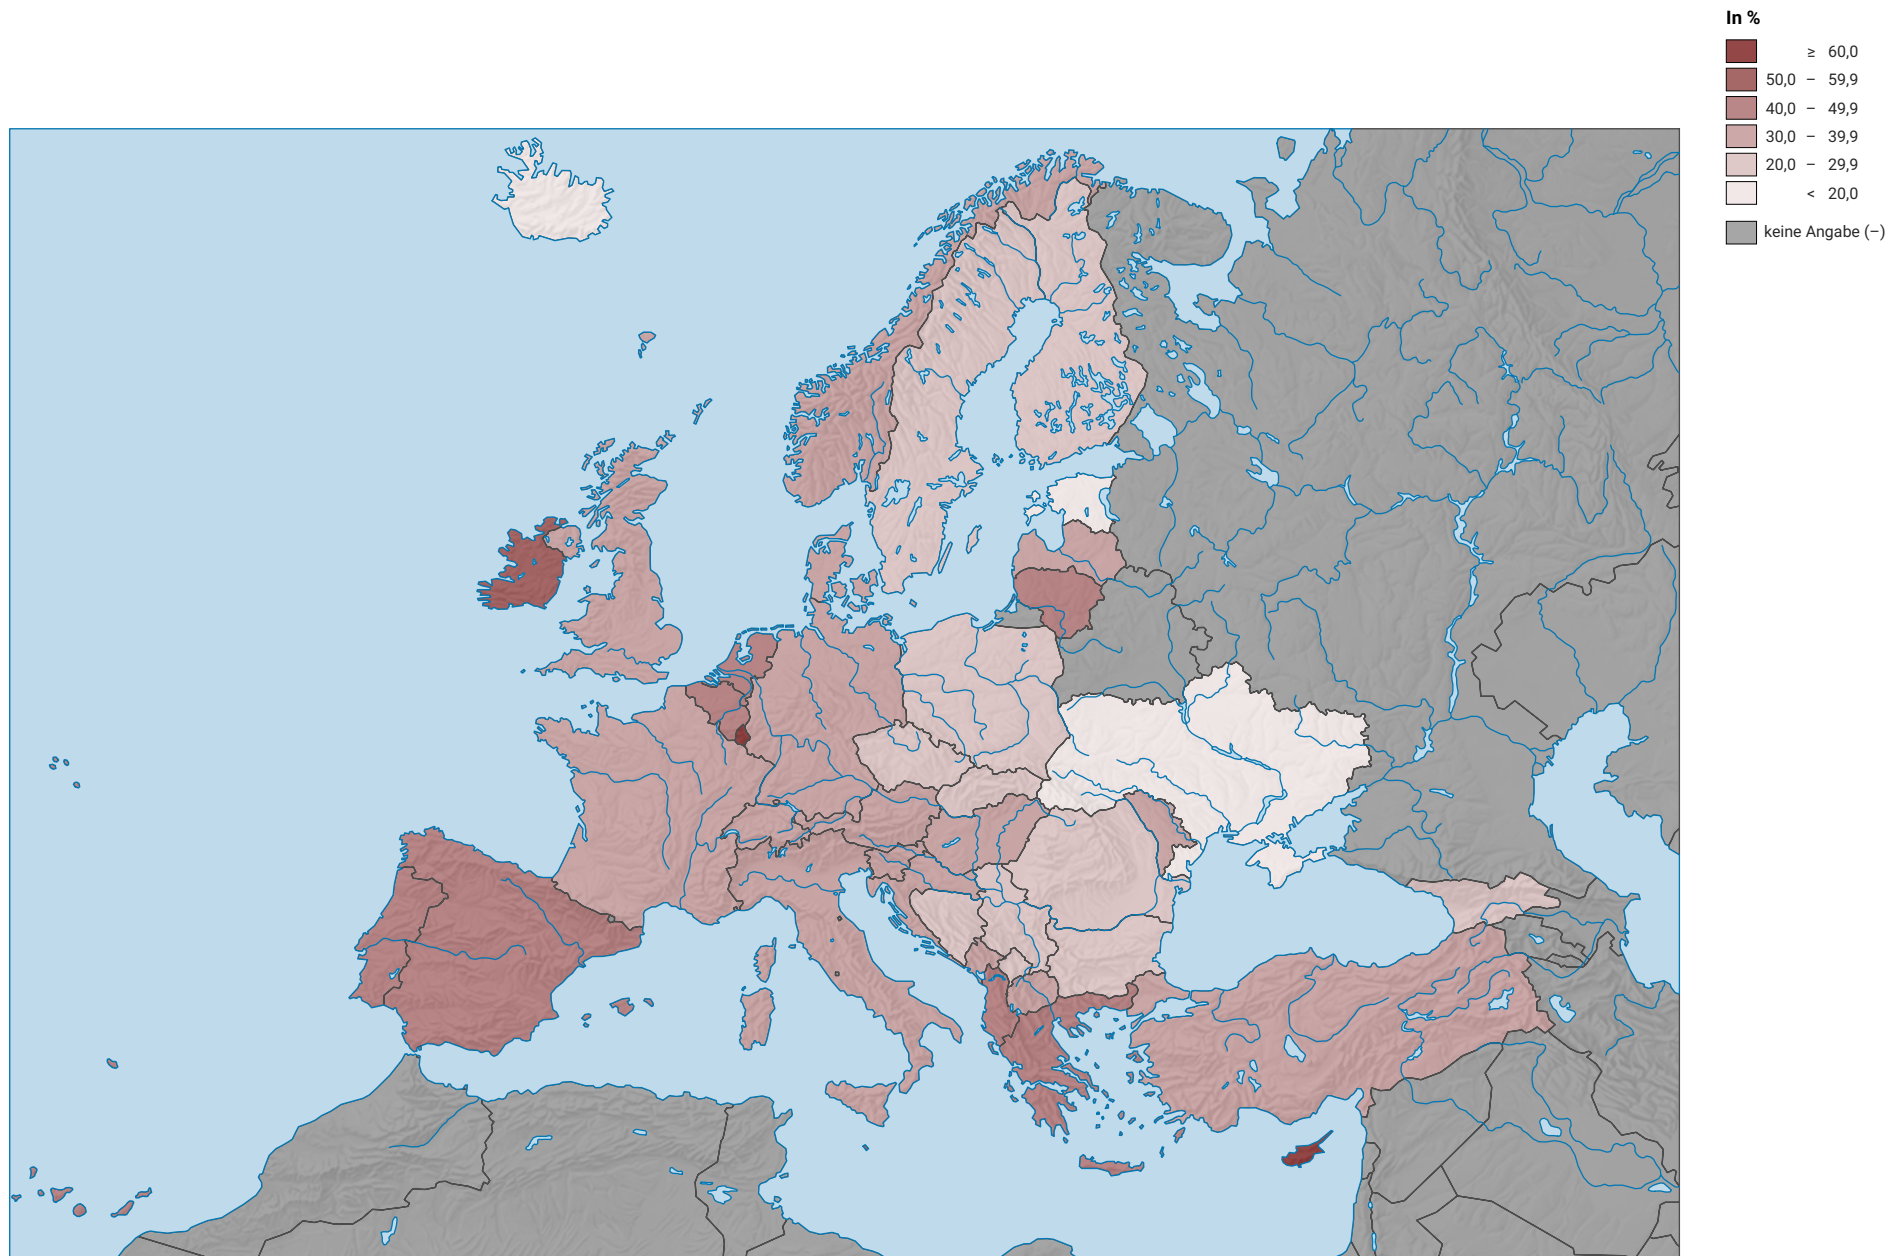 In %
≥ 60,0
50,0 – 59,9
40,0 – 49,9
30,0 – 39,9
20,0 – 29,9
< 20,0
keine Angabe (–)